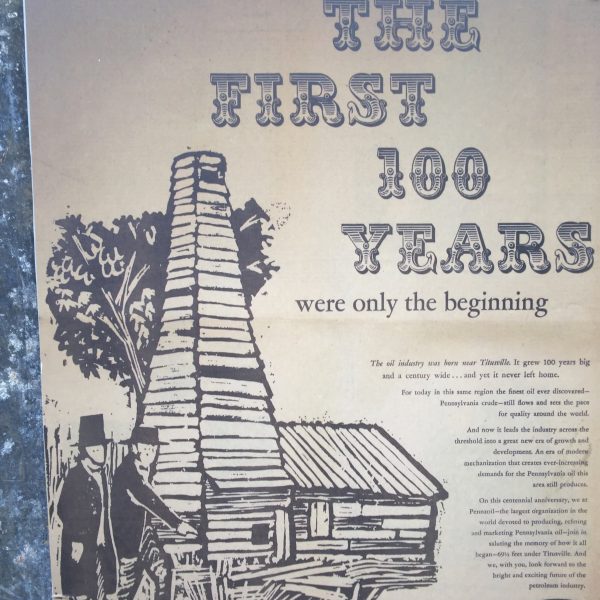 THE
FIRST
100
YEARS
were only the beginning
The oil industry was born near Titusville. It grew 100 years big
and a century wide . . . and yet it never left home.
For today in this same region the finest oil ever discovered—
Pennsylvania crude—still flows and sets the pace
for quality around the world.
And now it leads the industry across the
threshold into a great new era of growth and
development. An era of modern
mechanization that creates ever-increasing
demands for the Pennsylvania oil this
area still produces.
On this centennial anniversary, we at
Pennzoil—the largest organization in the
world devoted to producing, refining
and marketing Pennsylvania oil—join in
saluting the memory of how it all
began—69½ feet under Titusville. And
we, with you, look forward to the
bright and exciting future of the
petroleum industry.